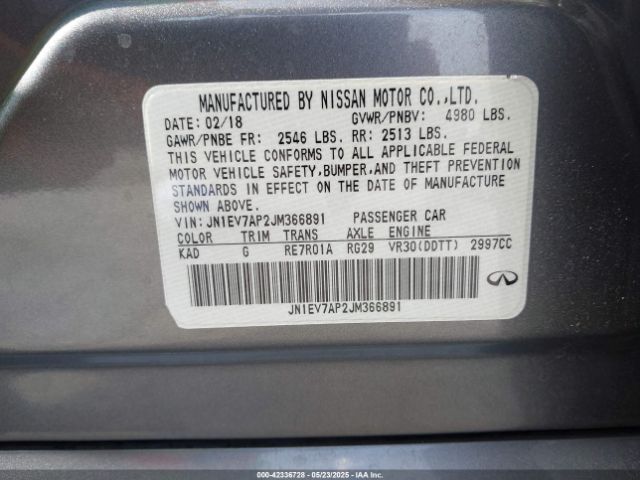 MANUFACTURED BY NISSAN MOTOR CO.,LTD.
DATE: 02/18 GVWR/PNBV: 4980 LBS.
GAWR/PNBE FR: 2546 LBS. RR: 2513 LBS.
THIS VEHICLE CONFORMS TO ALL APPLICABLE FEDERAL
MOTOR VEHICLE SAFETY, BUMPER, AND THEFT PREVENTION
STANDARDS IN EFFECT ON THE DATE OF MANUFACTURE
SHOWN ABOVE.
VIN: JN1EV7AP2JM366891 PASSENGER CAR
COLOR TRIM TRANS AXLE ENGINE
KAD G RE7R01A RG29 VR30(DDTT) 2997CC
JN1EV7AP2JM366891
000-42336728 - 05/23/2025 - IAAI.COM